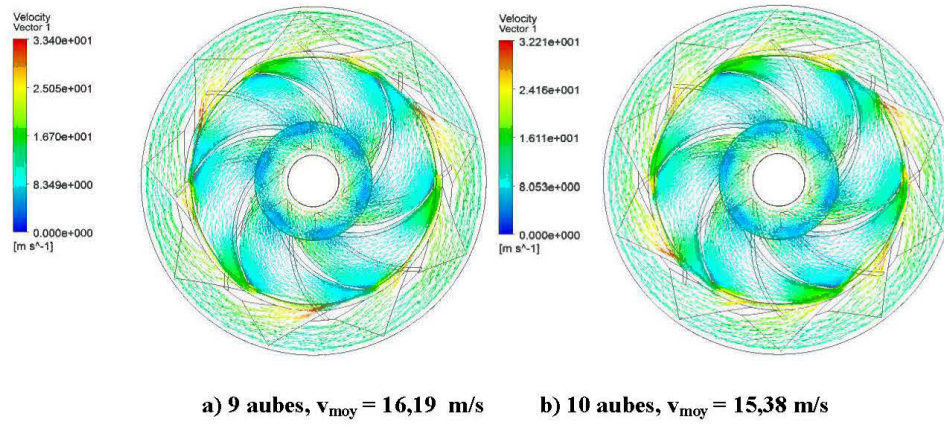 Velocity
Vector 1
3.340e+001
2.505e+001
1.670e+001
8.349e+000
0.000e+000
[m s^-1]
Velocity
Vector 1
3.221e+001
2.416e+001
1.611e+001
8.053e+000
0.000e+000
[m s^-1]
a) 9 aubes, vmoy = 16,19 m/s
b) 10 aubes, vmoy = 15,38 m/s